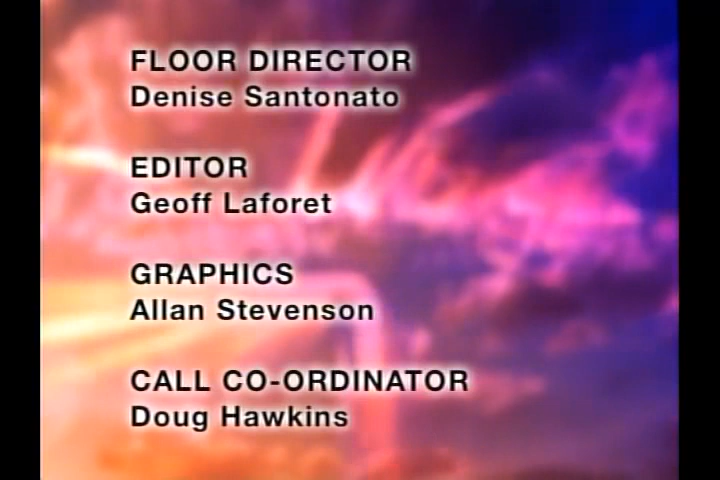 FLOOR DIRECTOR
Denise Santonato
EDITOR
Geoff Laforet
GRAPHICS
Allan Stevenson
CALL CO-ORDINATOR
Doug Hawkins